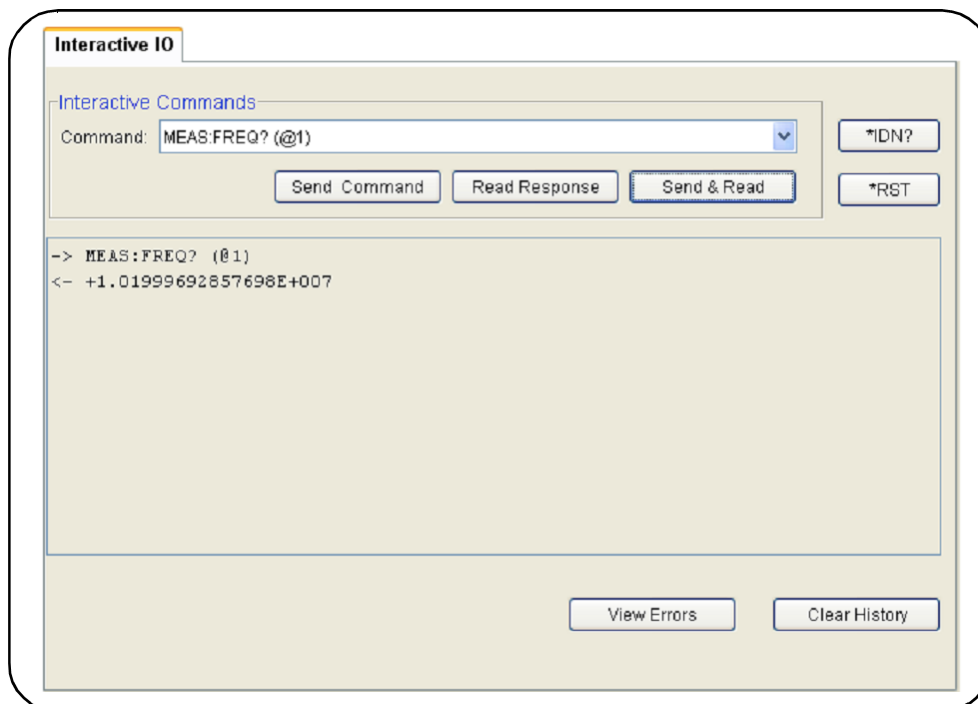 Interactive IO
Interactive Commands
Command: MEAS:FREQ? (@1)
*IDN?
Send Command Read Response Send & Read
*RST
-> MEAS:FREQ? (@1)
<- +1.01999692857698E+007
View Errors Clear History